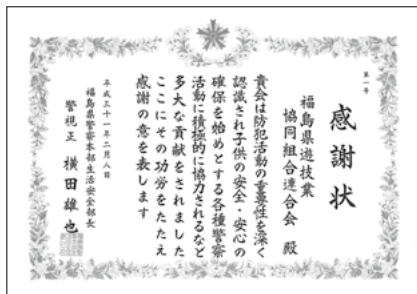 第一号
感謝状
福島県遊技業
協同組合連合会 殿
貴会は防犯活動の重要性を深く
認識され子供の安全・安心の
確保を始めとする各種警察
活動に積極的に協力されるなど
多大な貢献をされました
ここにその功労をたたえ
感謝の意を表します
平成三十一年二月八日
福島県警察本部生活安全部長
警視正 横田雄也